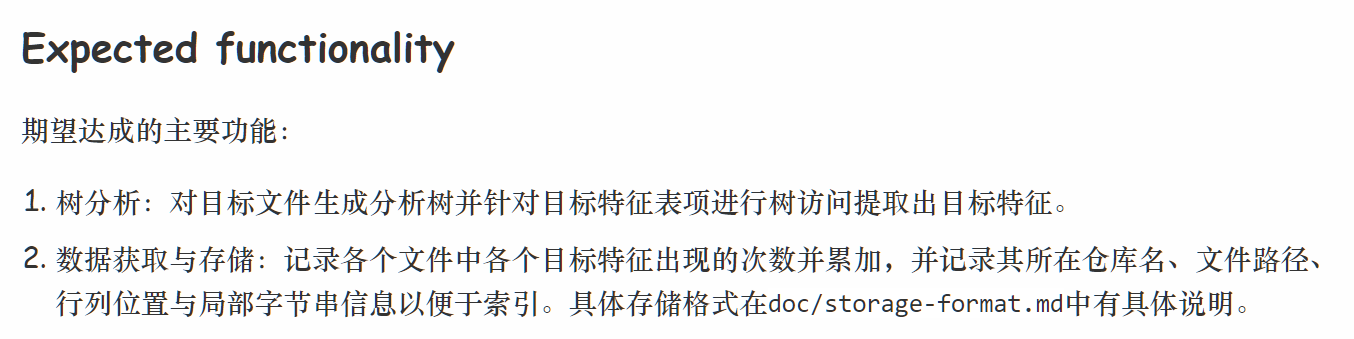 Expected functionality
期望达成的主要功能：
1. 树分析：对目标文件生成分析树并针对目标特征表项进行树访问提取出目标特征。
2. 数据获取与存储：记录各个文件中各个目标特征出现的次数并累加，并记录其所在仓库名、文件路径、
行列位置与局部字节串信息以便于索引。具体存储格式在doc/storage-format.md中有具体说明。